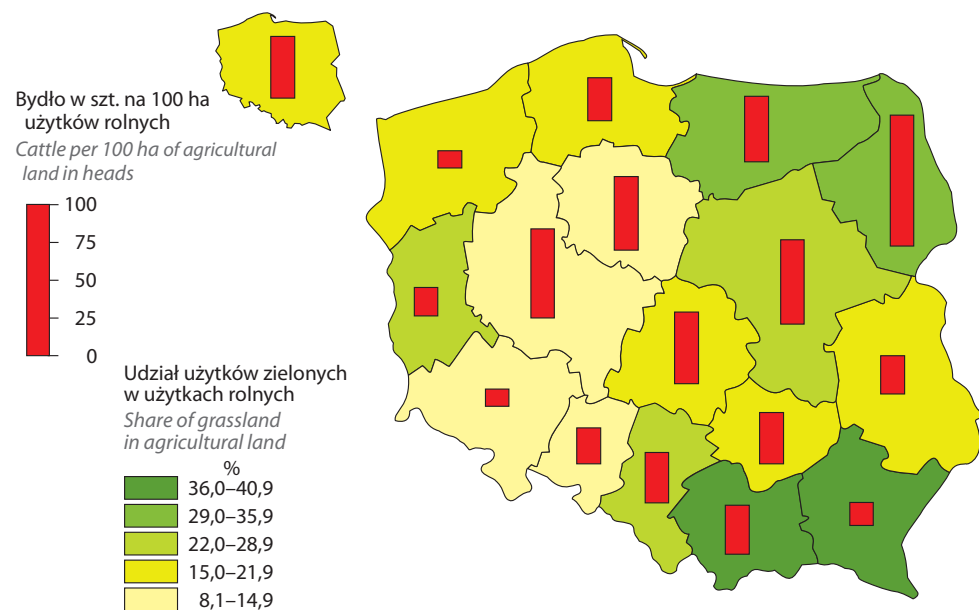 Bydło w szt. na 100 ha
użytków rolnych
Cattle per 100 ha of agricultural
land in heads
100
75
50
25
0
Udział użytków zielonych
w użytkach rolnych
Share of grassland
in agricultural land
%
36,0–40,9
29,0–35,9
22,0–28,9
15,0–21,9
8,1–14,9